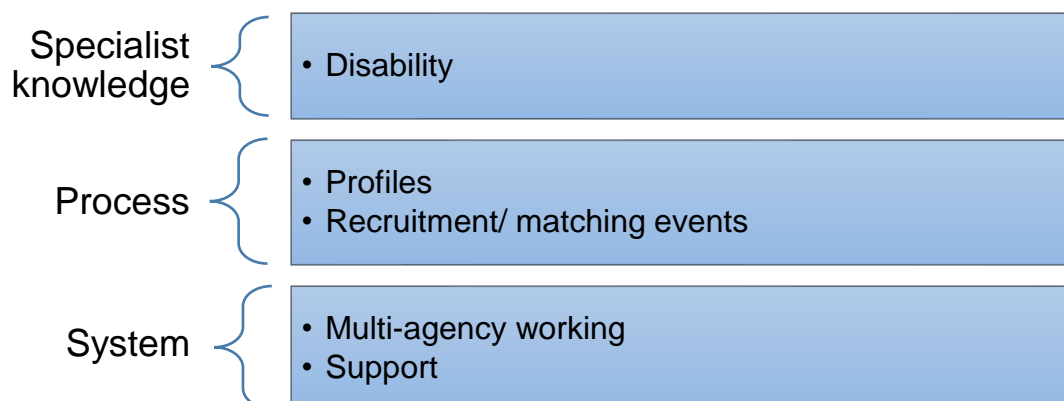 Specialist
knowledge
• Disability
Process
• Profiles
• Recruitment/ matching events
System
• Multi-agency working
• Support